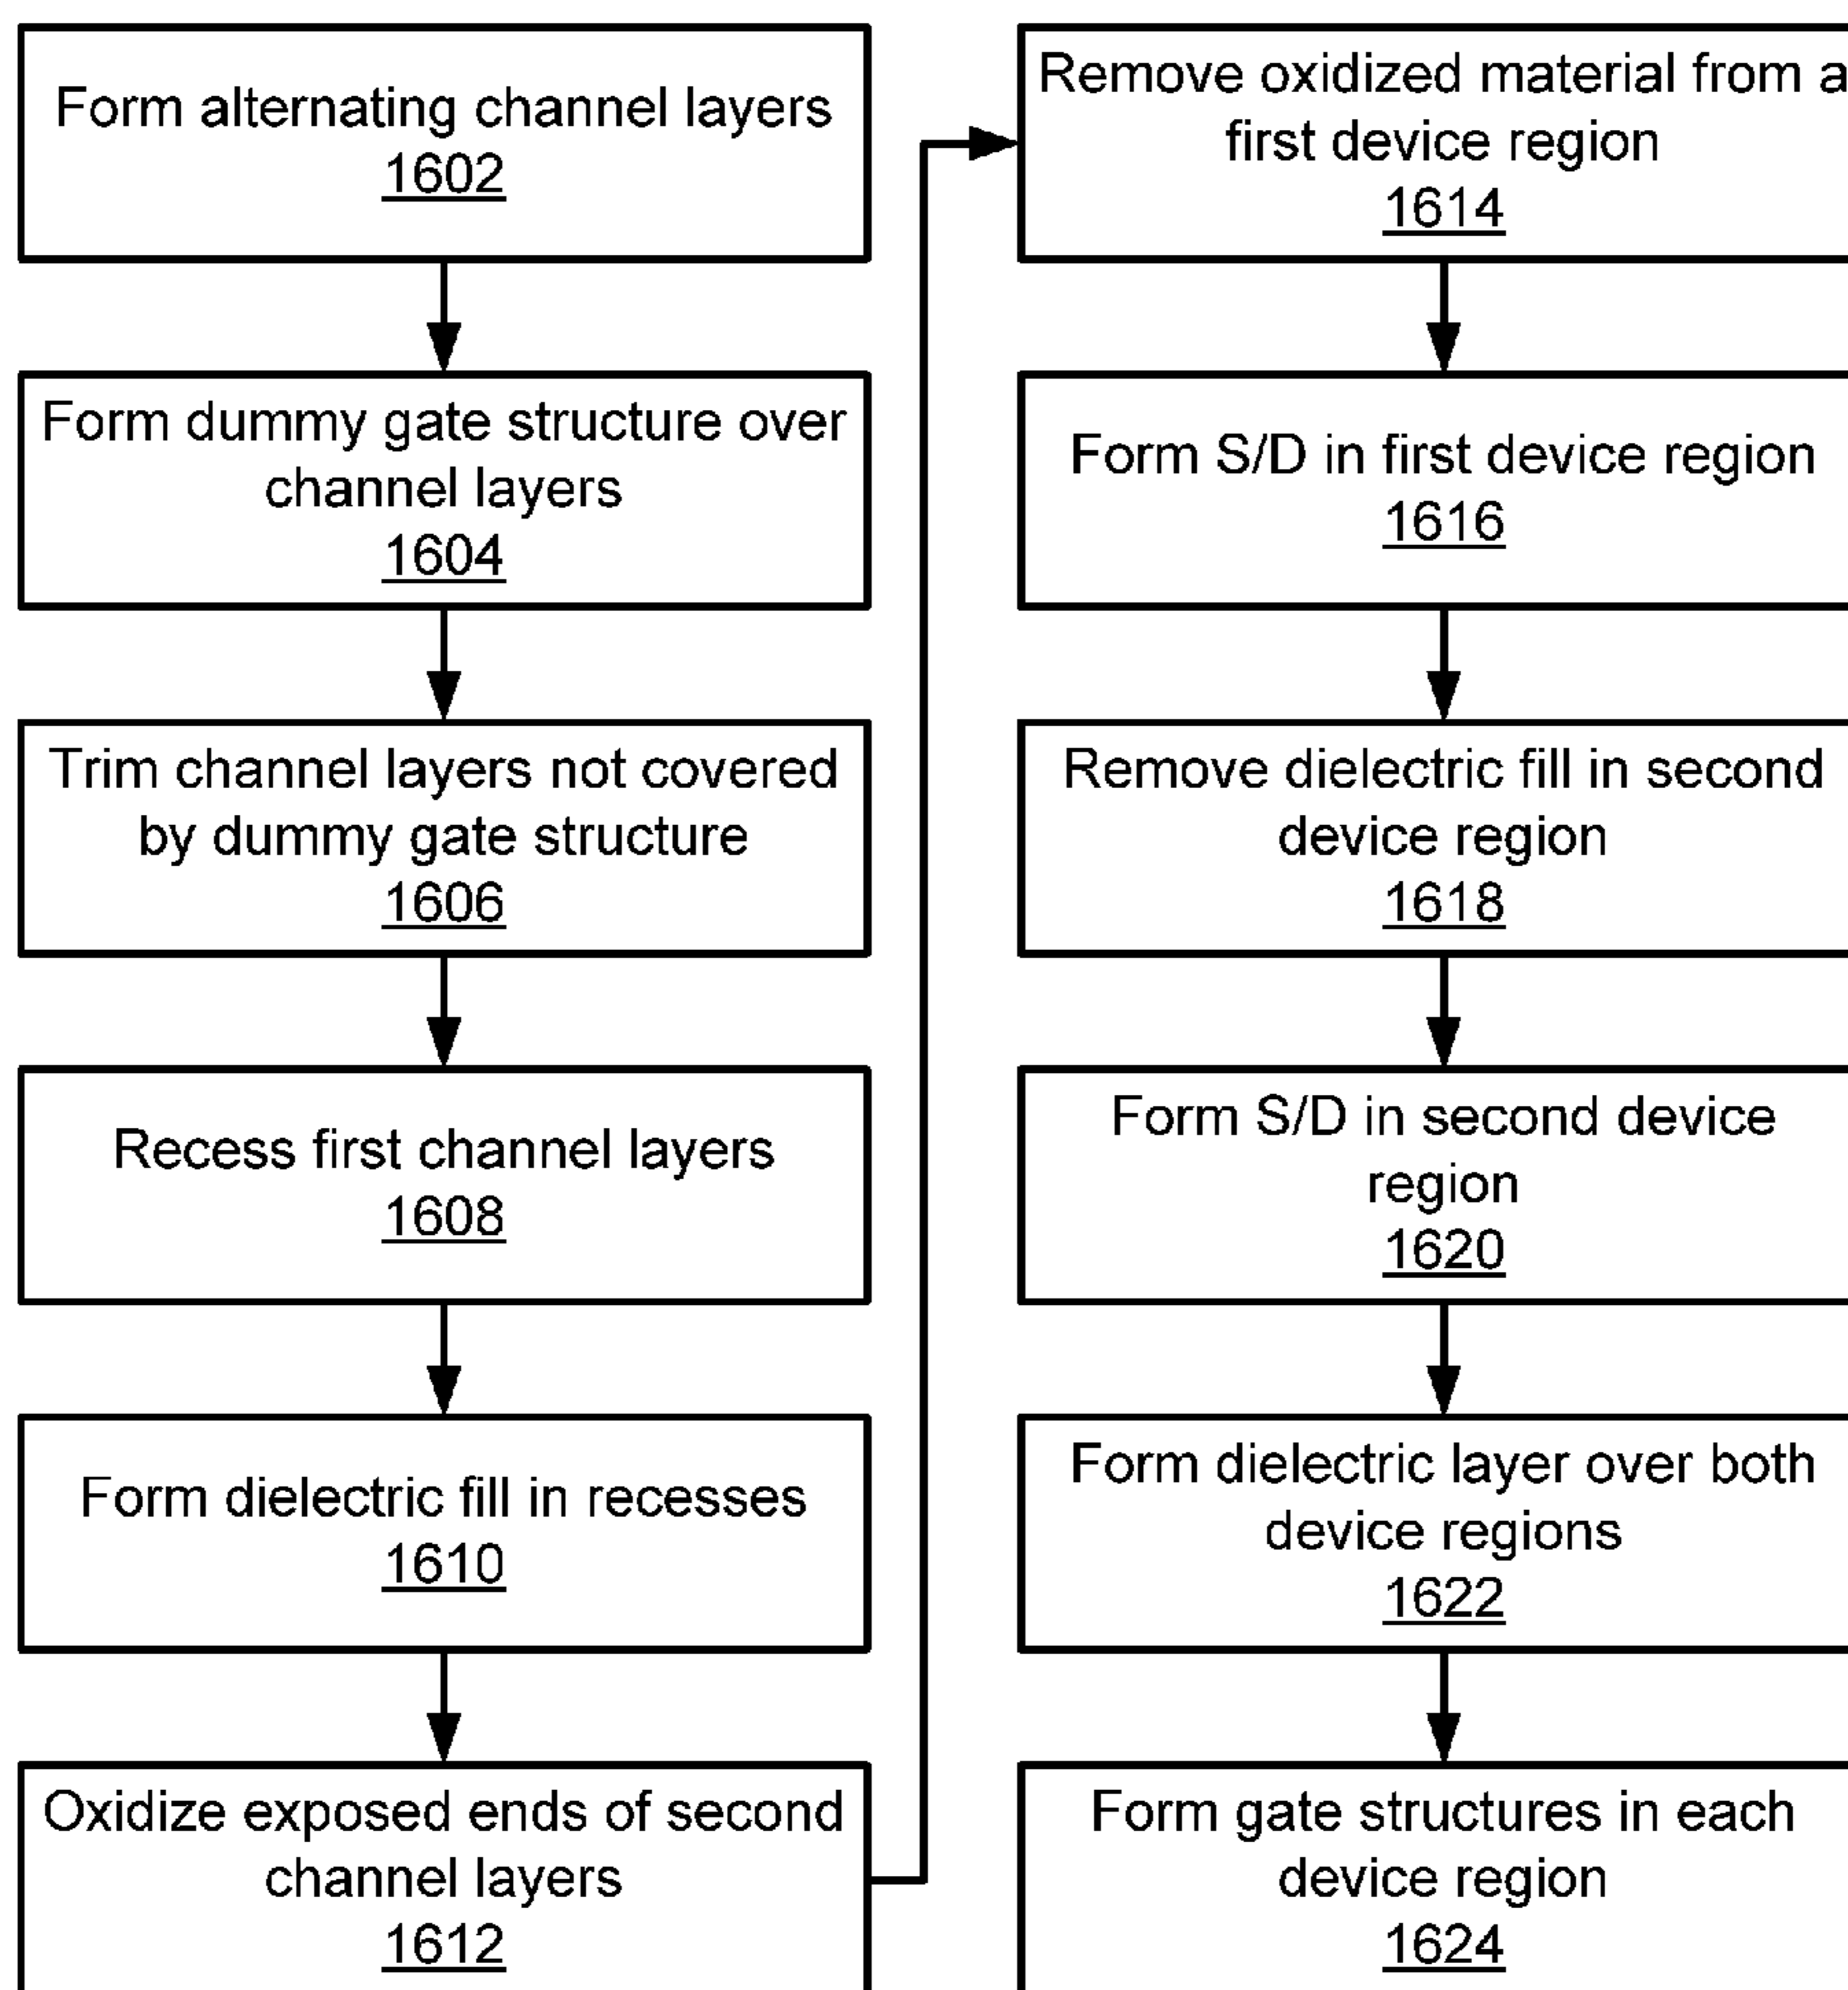 Form alternating channel layers
1602
Form dummy gate structure over
channel layers
1604
Trim channel layers not covered
by dummy gate structure
1606
Recess first channel layers
1608
Form dielectric fill in recesses
1610
Oxidize exposed ends of second
channel layers
1612
Remove oxidized material from a
first device region
1614
Form S/D in first device region
1616
Remove dielectric fill in second
device region
1618
Form S/D in second device
region
1620
Form dielectric layer over both
device regions
1622
Form gate structures in each
device region
1624